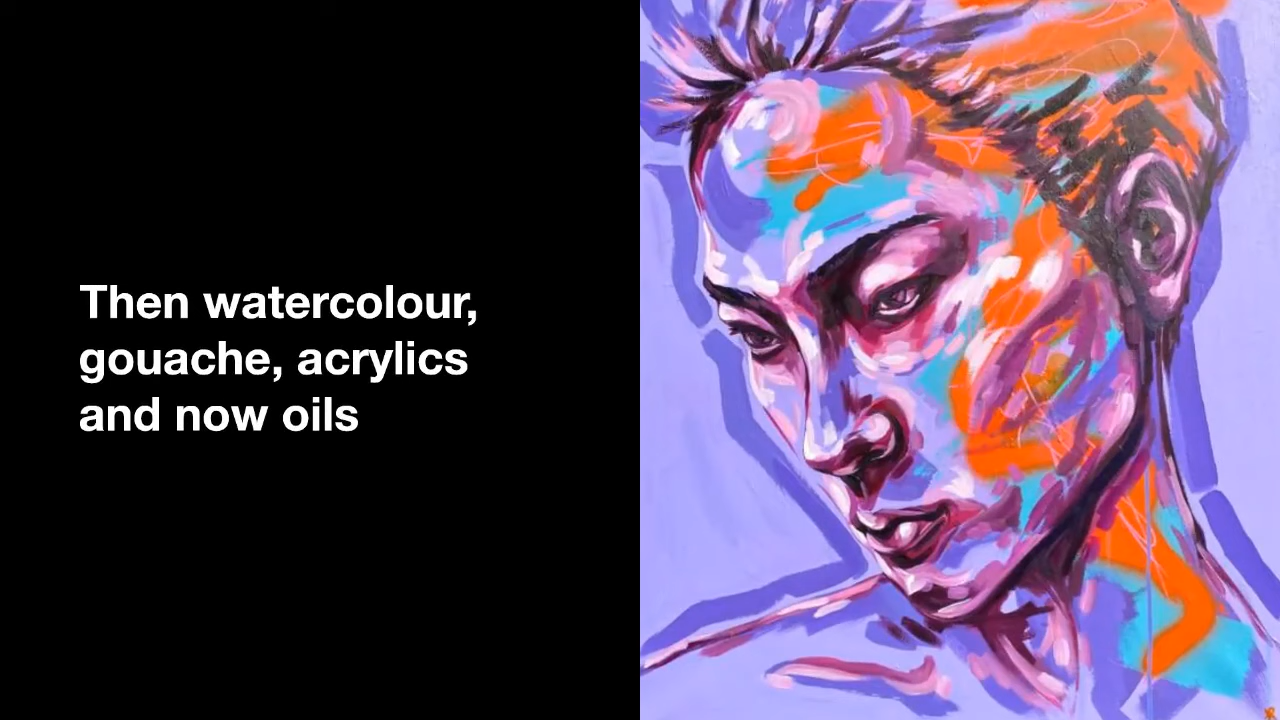 Then watercolour,
gouache, acrylics
and now oils